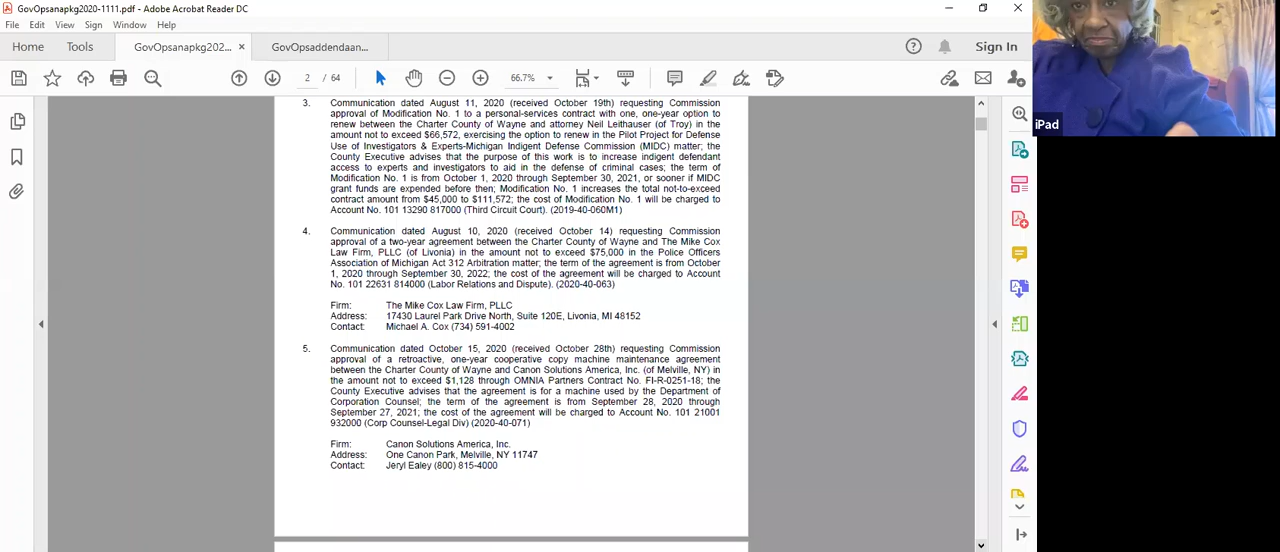 GovOpsanapkg2020-1111.pdf - Adobe Acrobat Reader DC
File Edit View Sign Window Help
Home Tools GovOpsanapkg202... × GovOpsaddendaan... Sign In
2 / 64 66.7%
3. Communication dated August 11, 2020 (received October 19th) requesting Commission
approval of Modification No. 1 to a personal-services contract with one, one-year option to
renew between the Charter County of Wayne and attorney Neil Leithauser (of Troy) in the
amount not to exceed $66,572, exercising the option to renew in the Pilot Project for Defense
Use of Investigators & Experts-Michigan Indigent Defense Commission (MIDC) matter; the
County Executive advises that the purpose of this work is to increase indigent defendant
access to experts and investigators to aid in the defense of criminal cases; the term of
Modification No. 1 is from October 1, 2020 through September 30, 2021, or sooner if MIDC
grant funds are expended before then; Modification No. 1 increases the total not-to-exceed
contract amount from $45,000 to $111,572; the cost of Modification No. 1 will be charged to
Account No. 101 13290 817000 (Third Circuit Court). (2019-40-060M1)
4. Communication dated August 10, 2020 (received October 14) requesting Commission
approval of a two-year agreement between the Charter County of Wayne and The Mike Cox
Law Firm, PLLC (of Livonia) in the amount not to exceed $75,000 in the Police Officers
Association of Michigan Act 312 Arbitration matter; the term of the agreement is from October
1, 2020 through September 30, 2022; the cost of the agreement will be charged to Account
No. 101 22631 814000 (Labor Relations and Dispute). (2020-40-063)
Firm: The Mike Cox Law Firm, PLLC
Address: 17430 Laurel Park Drive North, Suite 120E, Livonia, MI 48152
Contact: Michael A. Cox (734) 591-4002
5. Communication dated October 15, 2020 (received October 28th) requesting Commission
approval of a retroactive, one-year cooperative copy machine maintenance agreement
between the Charter County of Wayne and Canon Solutions America, Inc. (of Melville, NY) in
the amount not to exceed $1,128 through OMNIA Partners Contract No. FI-R-0251-18; the
County Executive advises that the agreement is for a machine used by the Department of
Corporation Counsel; the term of the agreement is from September 28, 2020 through
September 27, 2021; the cost of the agreement will be charged to Account No. 101 21001
932000 (Corp Counsel-Legal Div) (2020-40-071)
Firm: Canon Solutions America, Inc.
Address: One Canon Park, Melville, NY 11747
Contact: Jeryl Ealey (800) 815-4000
iPad